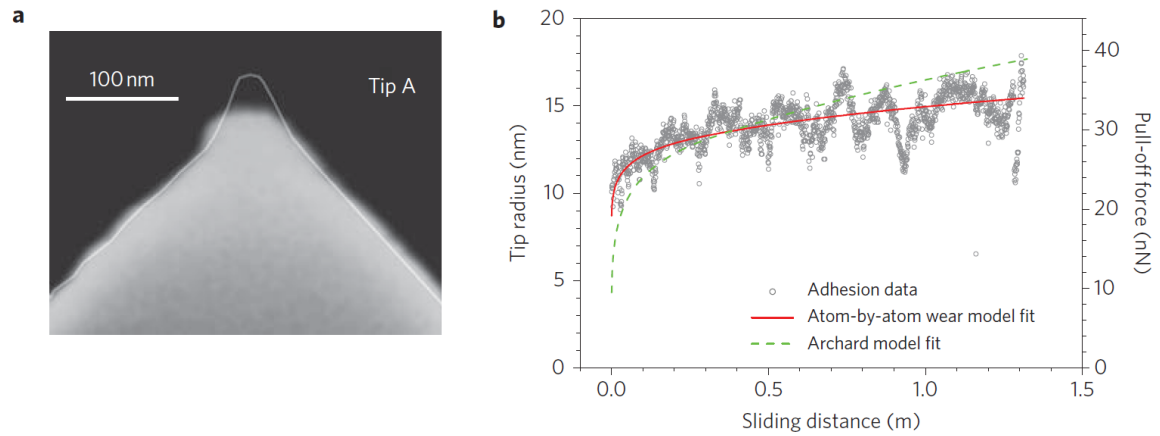 a
100 nm
Tip A
b
20
15
10
5
0
Tip radius (nm)
40
30
20
10
0
Pull-off force (nN)
Adhesion data
Atom-by-atom wear model fit
Archard model fit
0.0
0.5
1.0
1.5
Sliding distance (m)